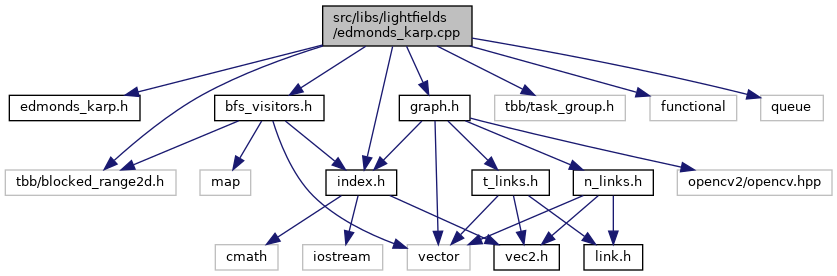 src/libs/lightfields
/edmonds_karp.cpp
edmonds_karp.h
bfs_visitors.h
graph.h
tbb/task_group.h
functional
queue
tbb/blocked_range2d.h
map
index.h
t_links.h
n_links.h
opencv2/opencv.hpp
cmath
iostream
vector
vec2.h
link.h